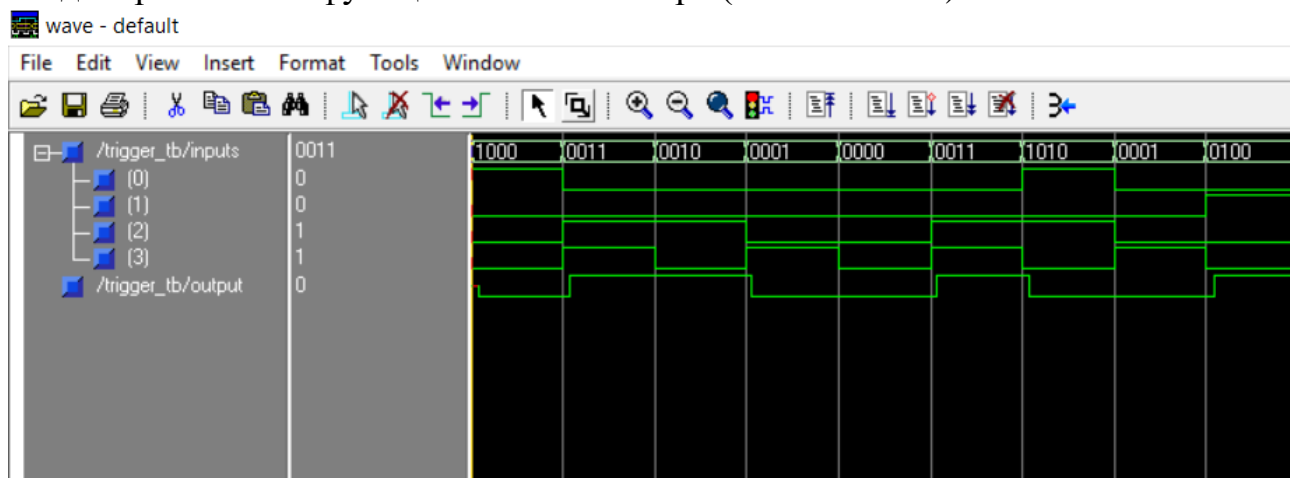 wave - default
File Edit View Insert Format Tools Window
/trigger_tb/inputs 0011 1000 0011 0010 0001 0000 0011 1010 0001 0100
(0) 0
(1) 0
(2) 1
(3) 1
/trigger_tb/output 0